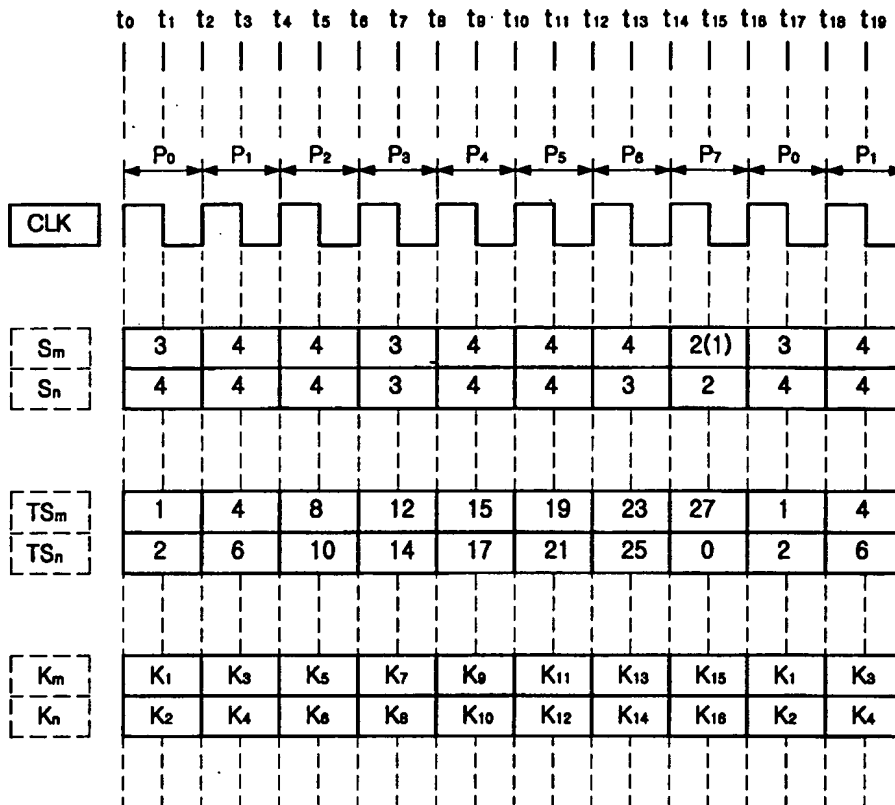 t₀ t₁ t₂ t₃ t₄ t₅ t₆ t₇ t₈ t₉ t₁₀ t₁₁ t₁₂ t₁₃ t₁₄ t₁₅ t₁₆ t₁₇ t₁₈ t₁₉
P₀ P₁ P₂ P₃ P₄ P₅ P₆ P₇ P₀ P₁
CLK
Sₘ 3 4 4 3 4 4 4 2(1) 3 4
Sₙ 4 4 4 3 4 4 3 2 4 4
TSₘ 1 4 8 12 15 19 23 27 1 4
TSₙ 2 6 10 14 17 21 25 0 2 6
Kₘ K₁ K₃ K₅ K₇ K₉ K₁₁ K₁₃ K₁₅ K₁ K₃
Kₙ K₂ K₄ K₆ K₈ K₁₀ K₁₂ K₁₄ K₁₆ K₂ K₄